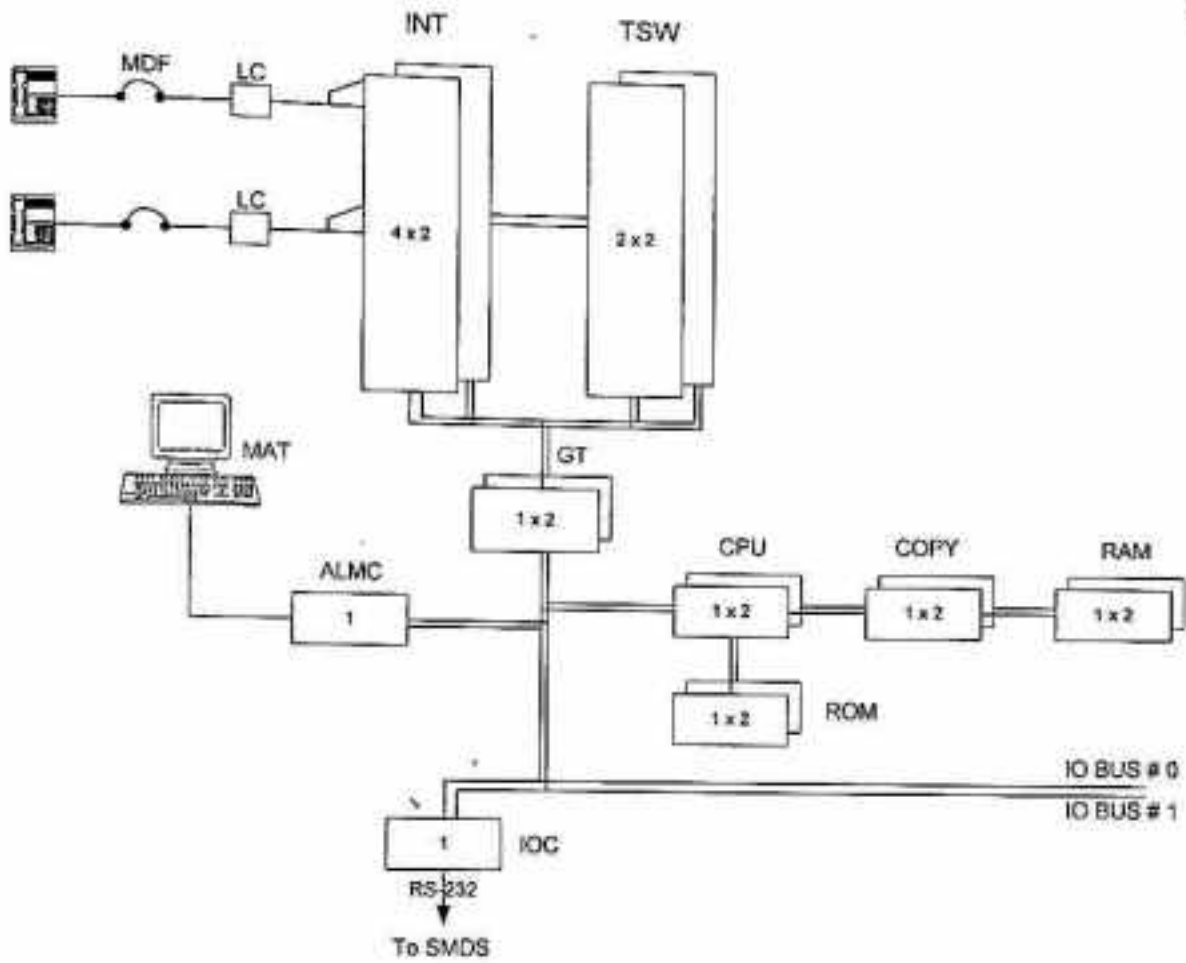 INT
TSW
MDF
LC
LC
4 x 2
2 x 2
MAT
GT
1 x 2
CPU
COPY
RAM
ALMC
1
1 x 2
1 x 2
1 x 2
1 x 2
ROM
IO BUS # 0
IO BUS # 1
1
IOC
RS-232
To SMDS